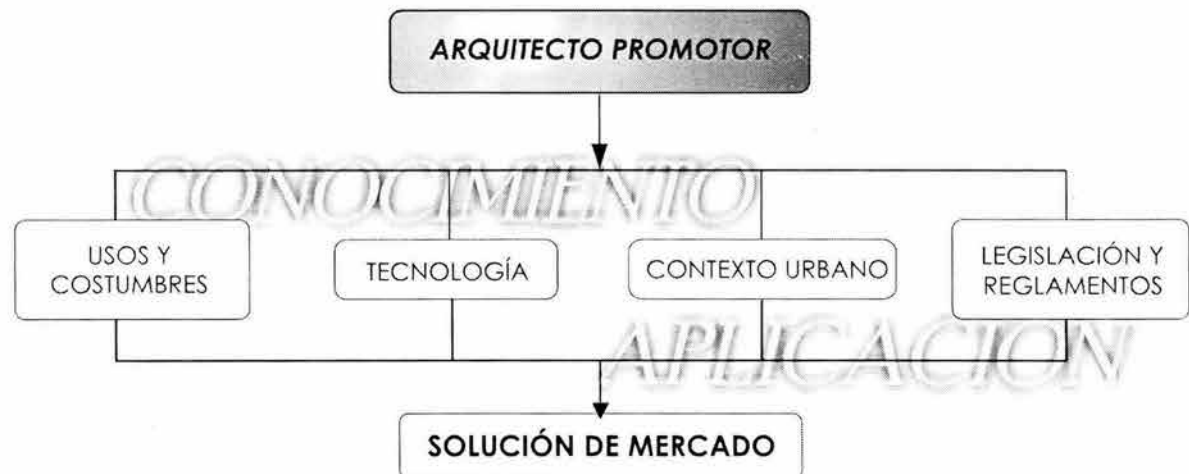 ARQUITECTO PROMOTOR
CONOCIMIENTO
USOS Y
COSTUMBRES
TECNOLOGÍA
CONTEXTO URBANO
LEGISLACIÓN Y
REGLAMENTOS
APLICACION
SOLUCIÓN DE MERCADO